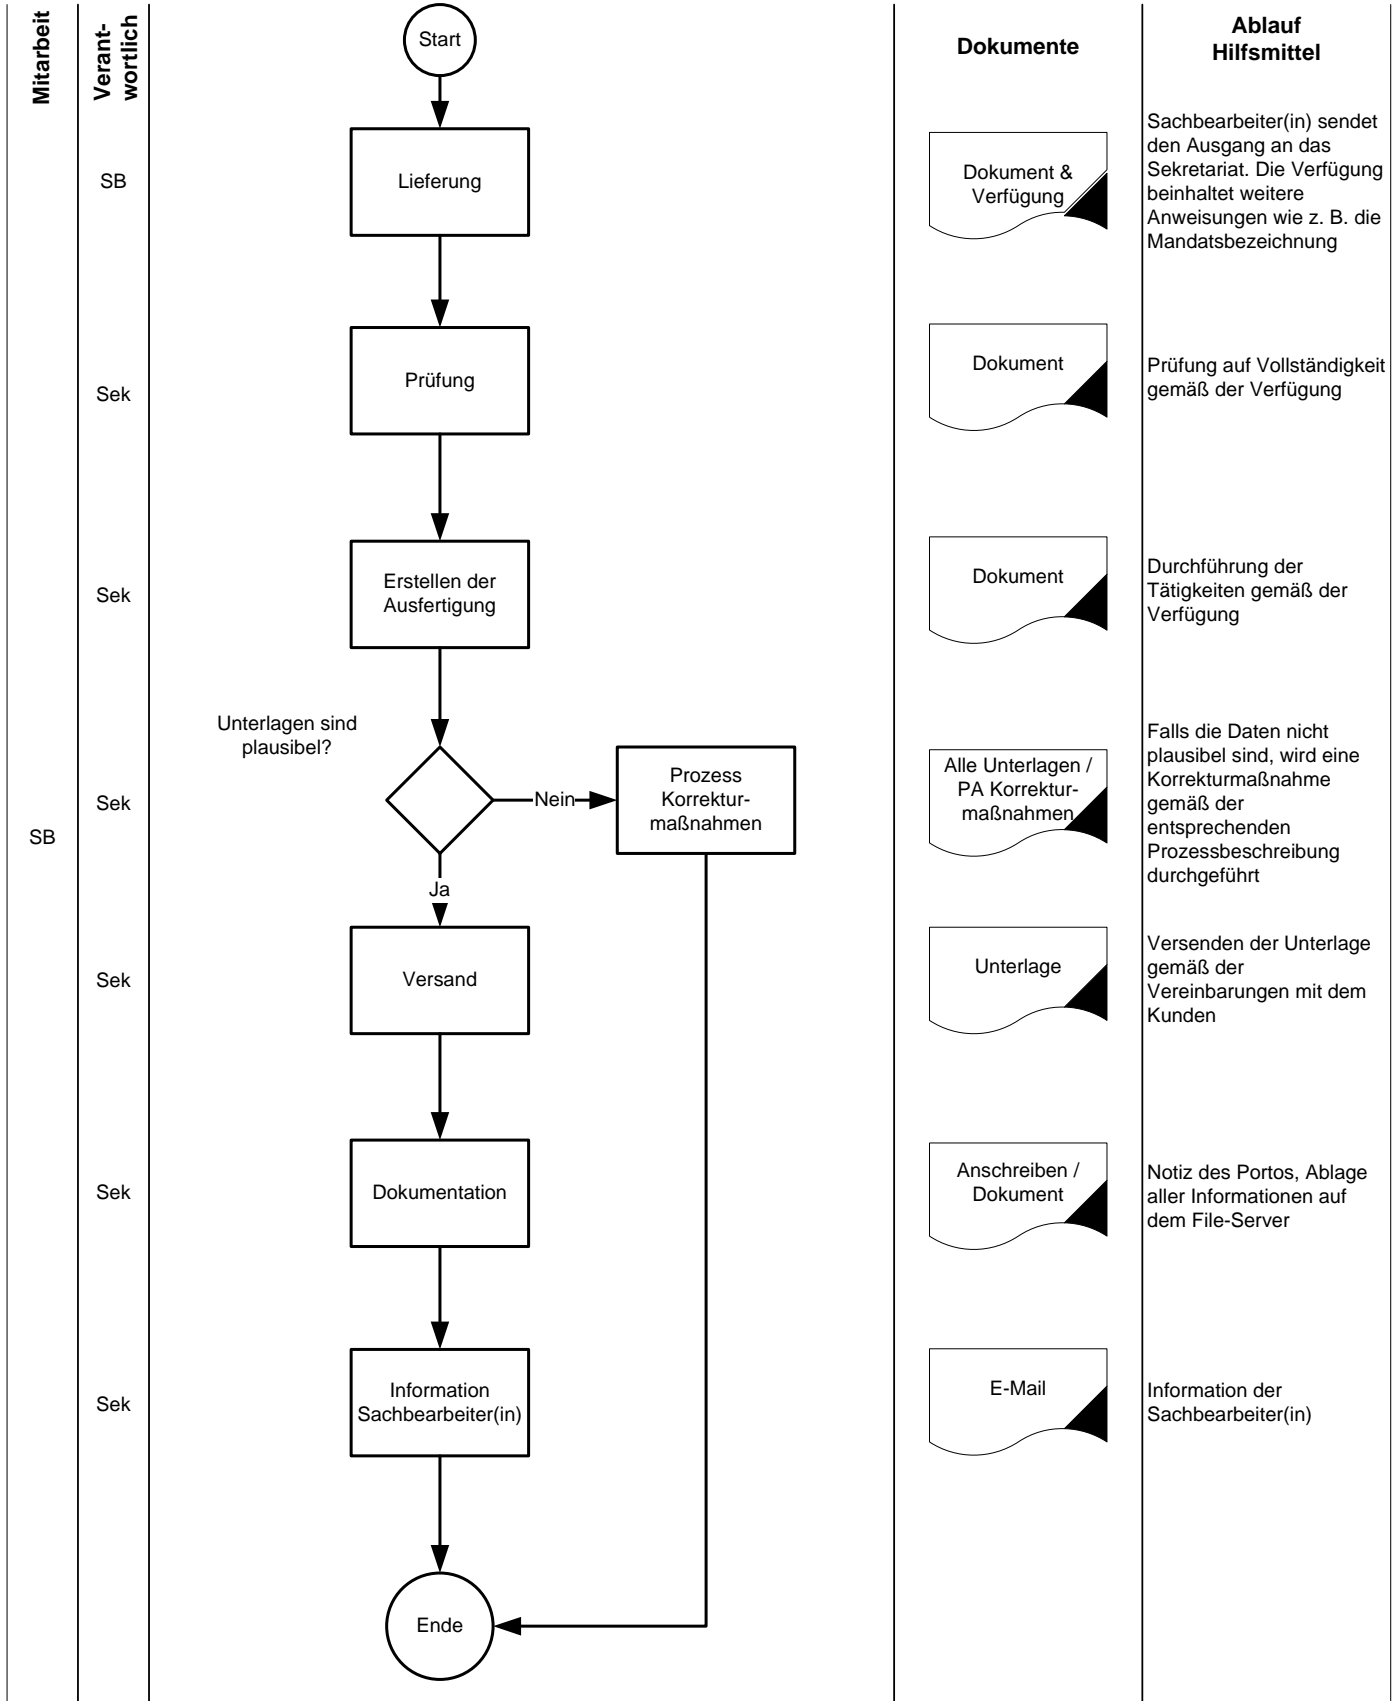 Mitarbeit
Verant-
wortlich
Start
Dokumente
Ablauf
Hilfsmittel
SB
Lieferung
Dokument &
Verfügung
Sachbearbeiter(in) sendet
den Ausgang an das
Sekretariat. Die Verfügung
beinhaltet weitere
Anweisungen wie z. B. die
Mandatsbezeichnung
Sek
Prüfung
Dokument
Prüfung auf Vollständigkeit
gemäß der Verfügung
Sek
Erstellen der
Ausfertigung
Dokument
Durchführung der
Tätigkeiten gemäß der
Verfügung
SB
Sek
Unterlagen sind
plausibel?
Nein
Prozess
Korrektur-
maßnahmen
Alle Unterlagen /
PA Korrektur-
maßnahmen
Falls die Daten nicht
plausibel sind, wird eine
Korrekturmaßnahme
gemäß der
entsprechenden
Prozessbeschreibung
durchgeführt
Ja
Sek
Versand
Unterlage
Versenden der Unterlage
gemäß der
Vereinbarungen mit dem
Kunden
Sek
Dokumentation
Anschreiben /
Dokument
Notiz des Portos, Ablage
aller Informationen auf
dem File-Server
Sek
Information
Sachbearbeiter(in)
E-Mail
Information der
Sachbearbeiter(in)
Ende